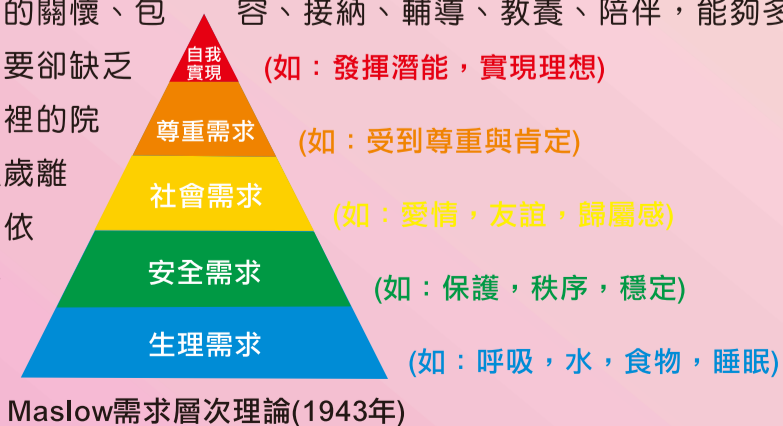 的關懷、包 容、接納、輔導、教養、陪伴，能夠多
要卻缺乏
自我
實現
(如：發揮潛能，實現理想)
裡的院
尊重需求
(如：受到尊重與肯定)
歲離
社會需求
(如：愛情，友誼，歸屬感)
依
安全需求
(如：保護，秩序，穩定)
生理需求
(如：呼吸，水，食物，睡眠)
Maslow需求層次理論(1943年)